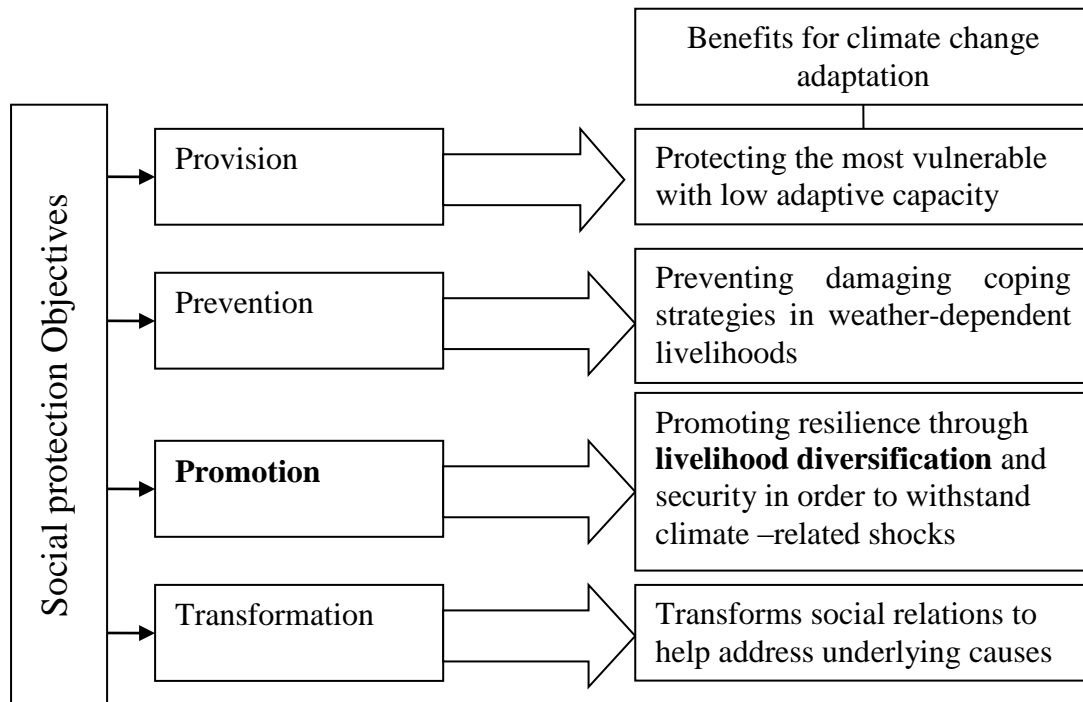 Benefits for climate change
adaptation
Social protection Objectives
Provision
Protecting the most vulnerable
with low adaptive capacity
Prevention
Preventing damaging coping
strategies in weather-dependent
livelihoods
Promotion
Promoting resilience through
livelihood diversification and
security in order to withstand
climate –related shocks
Transformation
Transforms social relations to
help address underlying causes